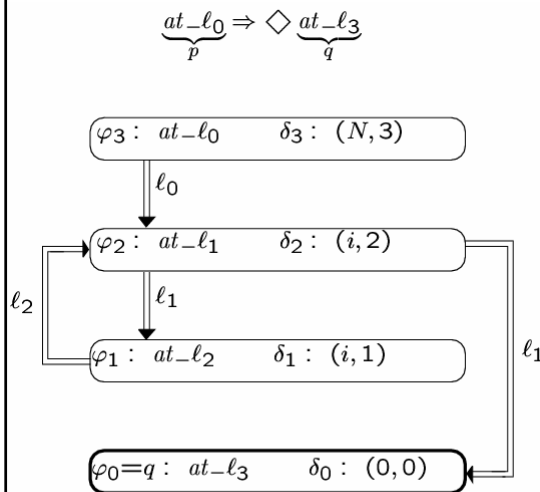 at_ℓ₀ ⇒ ◇ at_ℓ₃
p q
φ₃ : at_ℓ₀ δ₃ : (N, 3)
ℓ₀
φ₂ : at_ℓ₁ δ₂ : (i, 2)
ℓ₂ ℓ₁ ℓ₁
φ₁ : at_ℓ₂ δ₁ : (i, 1)
φ₀=q : at_ℓ₃ δ₀ : (0, 0)